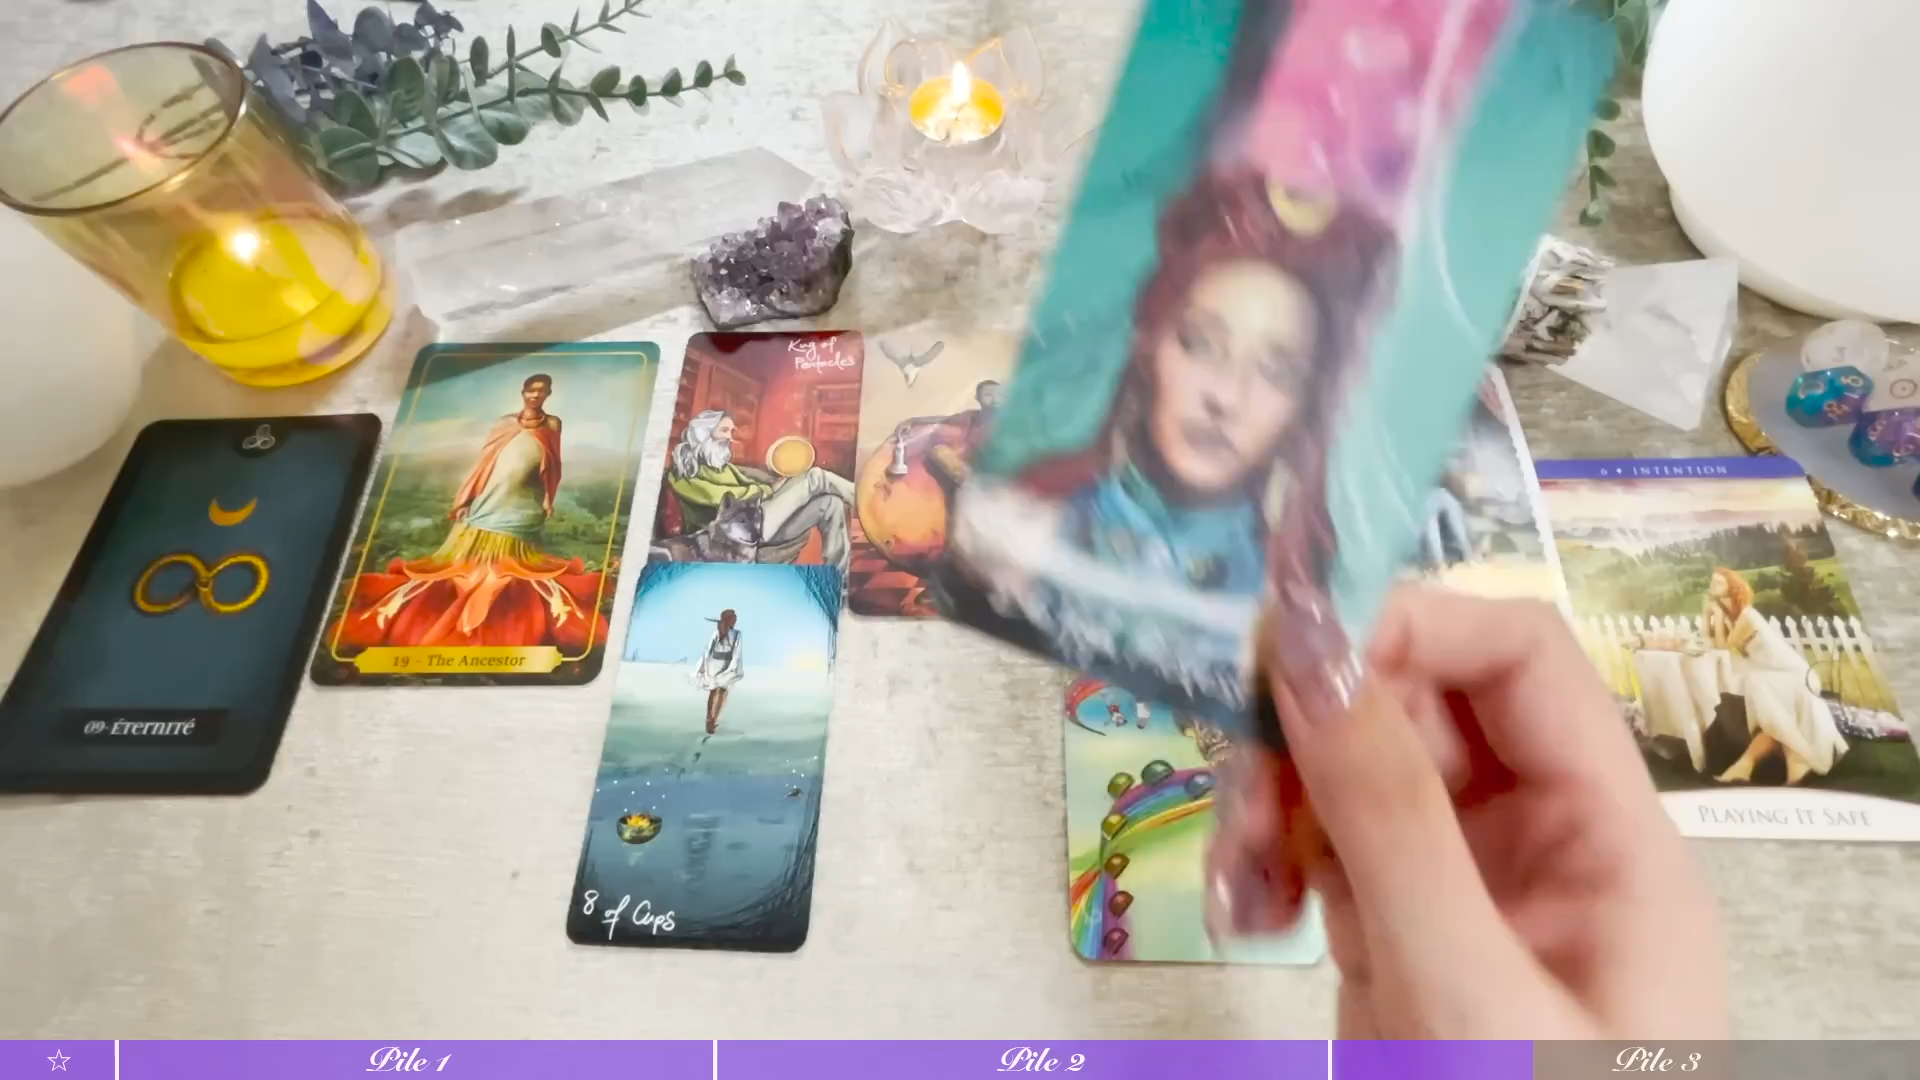 King of
Pentacles
6 • INTENTION
19 - The Ancestor
09-Éternité
PLAYING IT SAFE
8 of Cups
☆
Pile 1
Pile 2
Pile 3